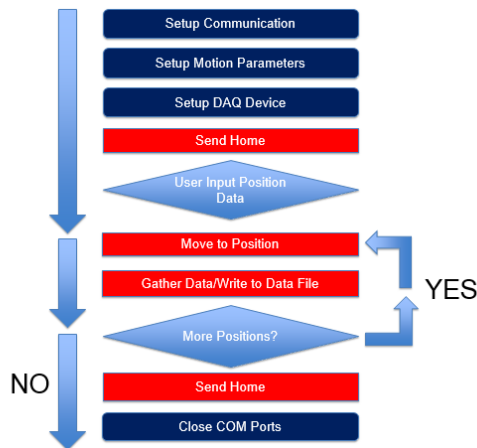 Setup Communication
Setup Motion Parameters
Setup DAQ Device
Send Home
User Input Position
Data
Move to Position
Gather Data/Write to Data File
YES
More Positions?
NO
Send Home
Close COM Ports